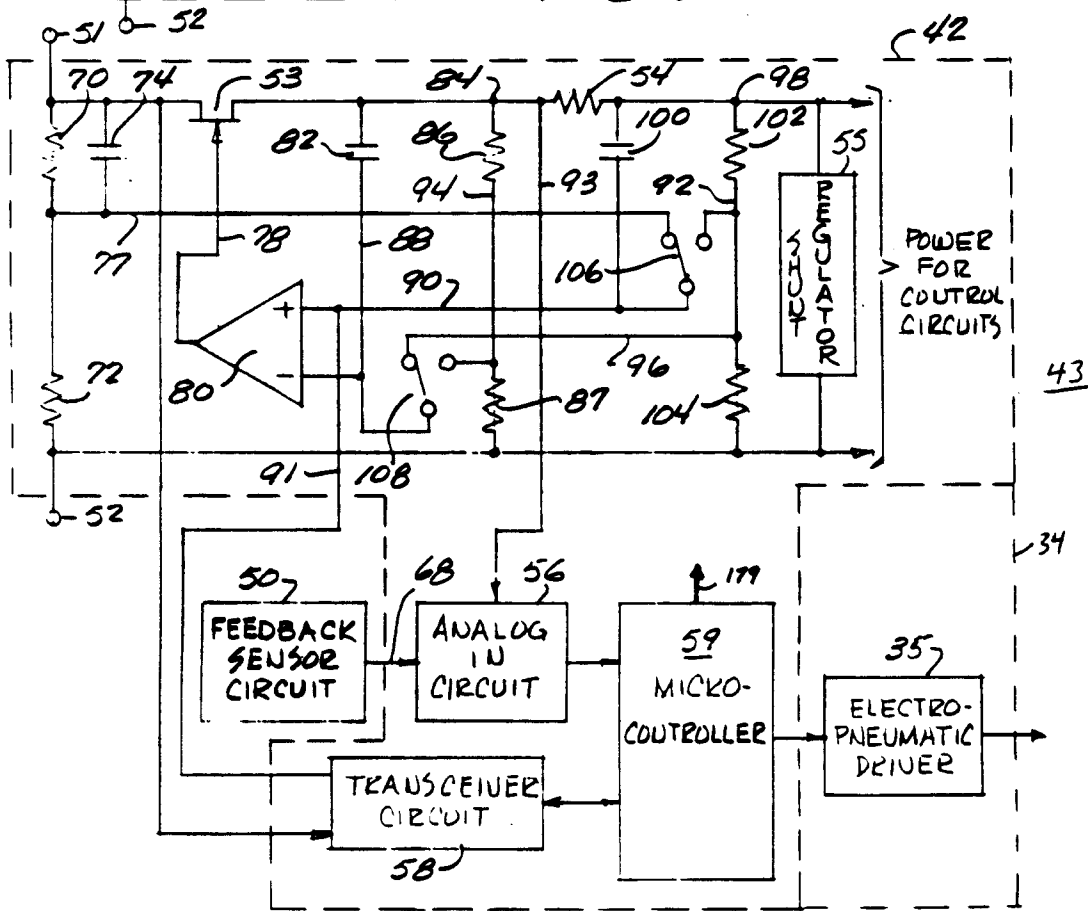 52
51
42
70
74
53
84
54
98
100
102
82
86
55
94
93
92
SHUNT
REGULATOR
POWER
FOR
CONTROL
CIRCUITS
77
78
88
106
90
+
96
80
−
72
87
104
43
91
108
52
34
50
68
56
179
FEEDBACK
SENSOR
CIRCUIT
ANALOG
IN
CIRCUIT
59
MICRO-
CONTROLLER
35
ELECTRO-
PNEUMATIC
DRIVER
TRANSCEIVER
CIRCUIT
58